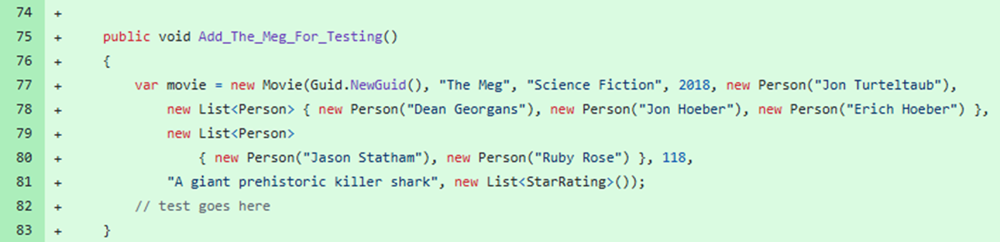 74 +
75 + public void Add_The_Meg_For_Testing()
76 + {
77 + var movie = new Movie(Guid.NewGuid(), "The Meg", "Science Fiction", 2018, new Person("Jon Turteltaub"),
78 + new List<Person> { new Person("Dean Georgans"), new Person("Jon Hoeber"), new Person("Erich Hoeber") },
79 + new List<Person>
80 + { new Person("Jason Statham"), new Person("Ruby Rose") }, 118,
81 + "A giant prehistoric killer shark", new List<StarRating>());
82 + // test goes here
83 + }